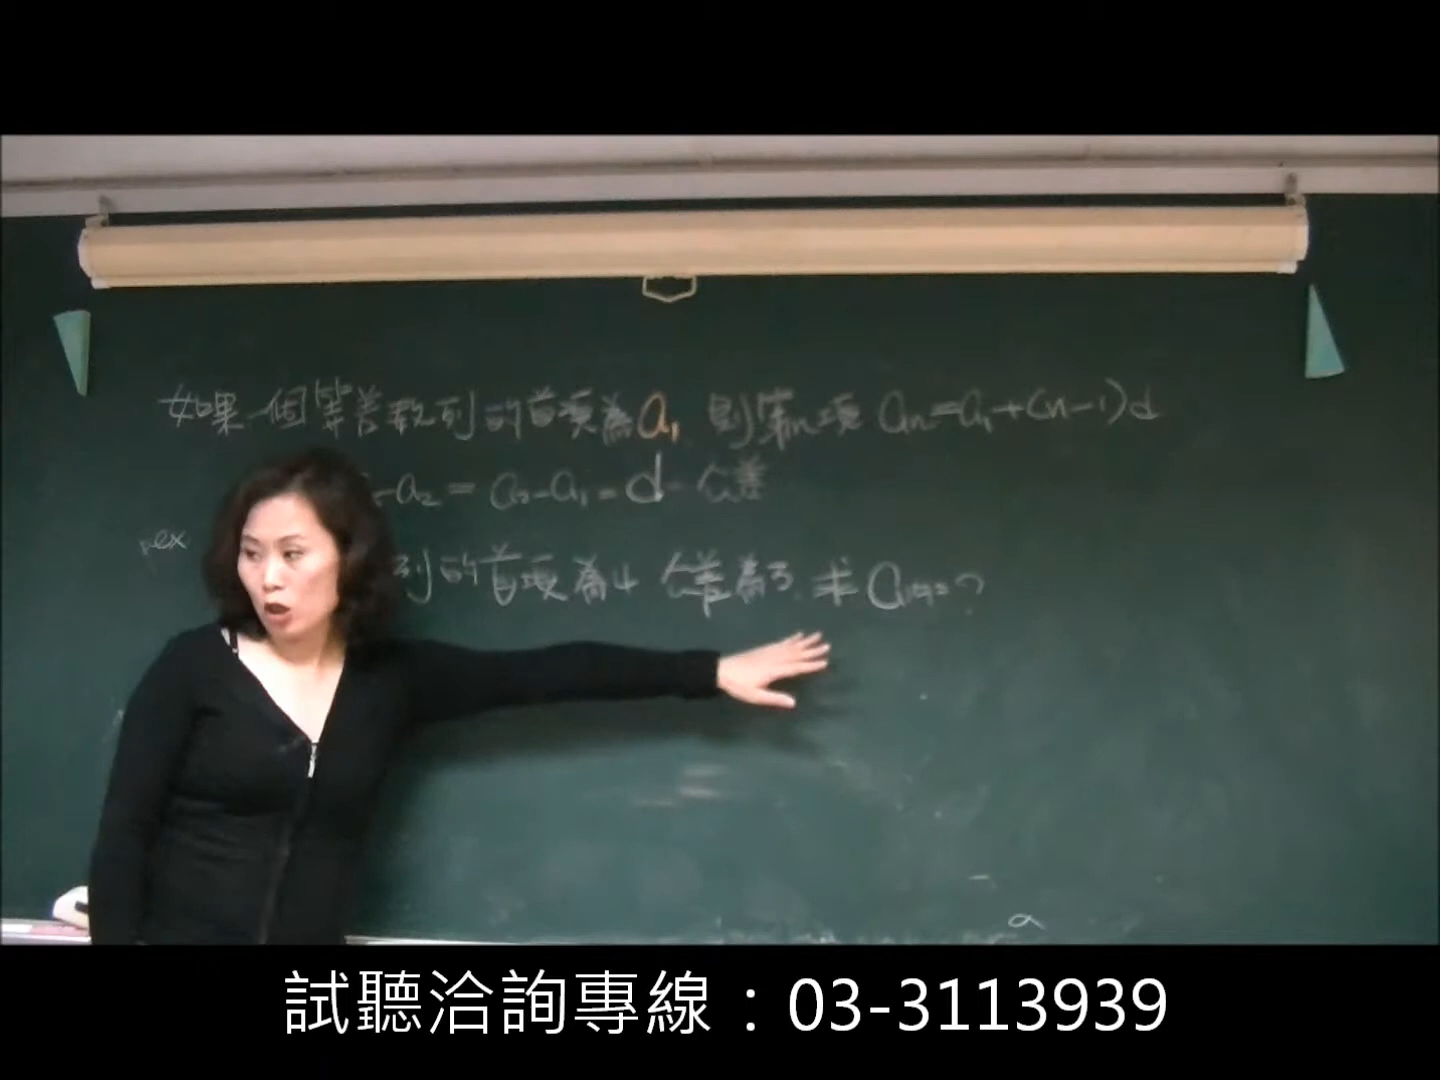 如果一個等差數列的首項為a₁ 則第n項 aₙ=a₁+(n-1)d
-a₂ = a₂-a₁=d-公差
ex
列的首項為4 公差為3. 求a₁₉=?
a
試聽洽詢專線：03-3113939